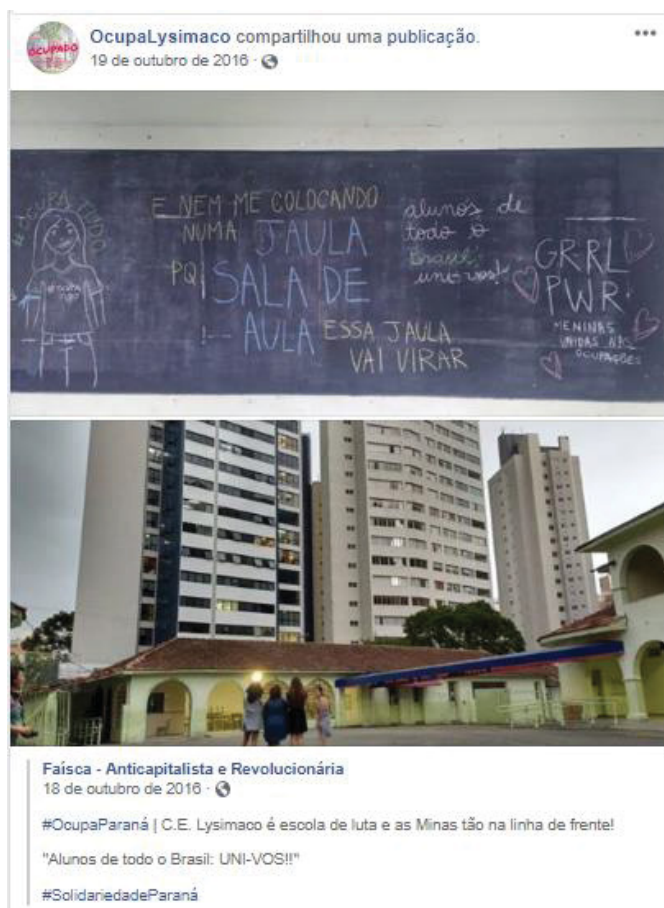 OCUPADO
OcupaLysimaco compartilhou uma publicação.
19 de outubro de 2016
#OCUPA TUDO
E NEM ME COLOCANDO
NUMA JAULA
PQ
SALA DE
AULA ESSA JAULA
VAI VIRAR
alunos de
todo o
Brasil:
uni-vos!
GRRL
PWR
MENINAS
UNIDAS NAS
OCUPAÇÕES
Faísca - Anticapitalista e Revolucionária
18 de outubro de 2016
#OcupaParaná | C.E. Lysimaco é escola de luta e as Minas tão na linha de frente!
"Alunos de todo o Brasil: UNI-VOS!!"
#SolidariedadeParaná